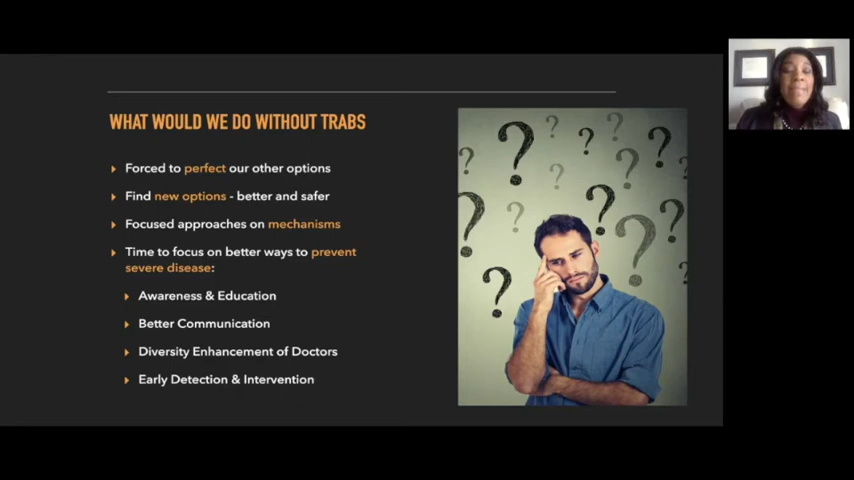 WHAT WOULD WE DO WITHOUT TRABS
Forced to perfect our other options
Find new options - better and safer
Focused approaches on mechanisms
Time to focus on better ways to prevent
severe disease:
Awareness & Education
Better Communication
Diversity Enhancement of Doctors
Early Detection & Intervention